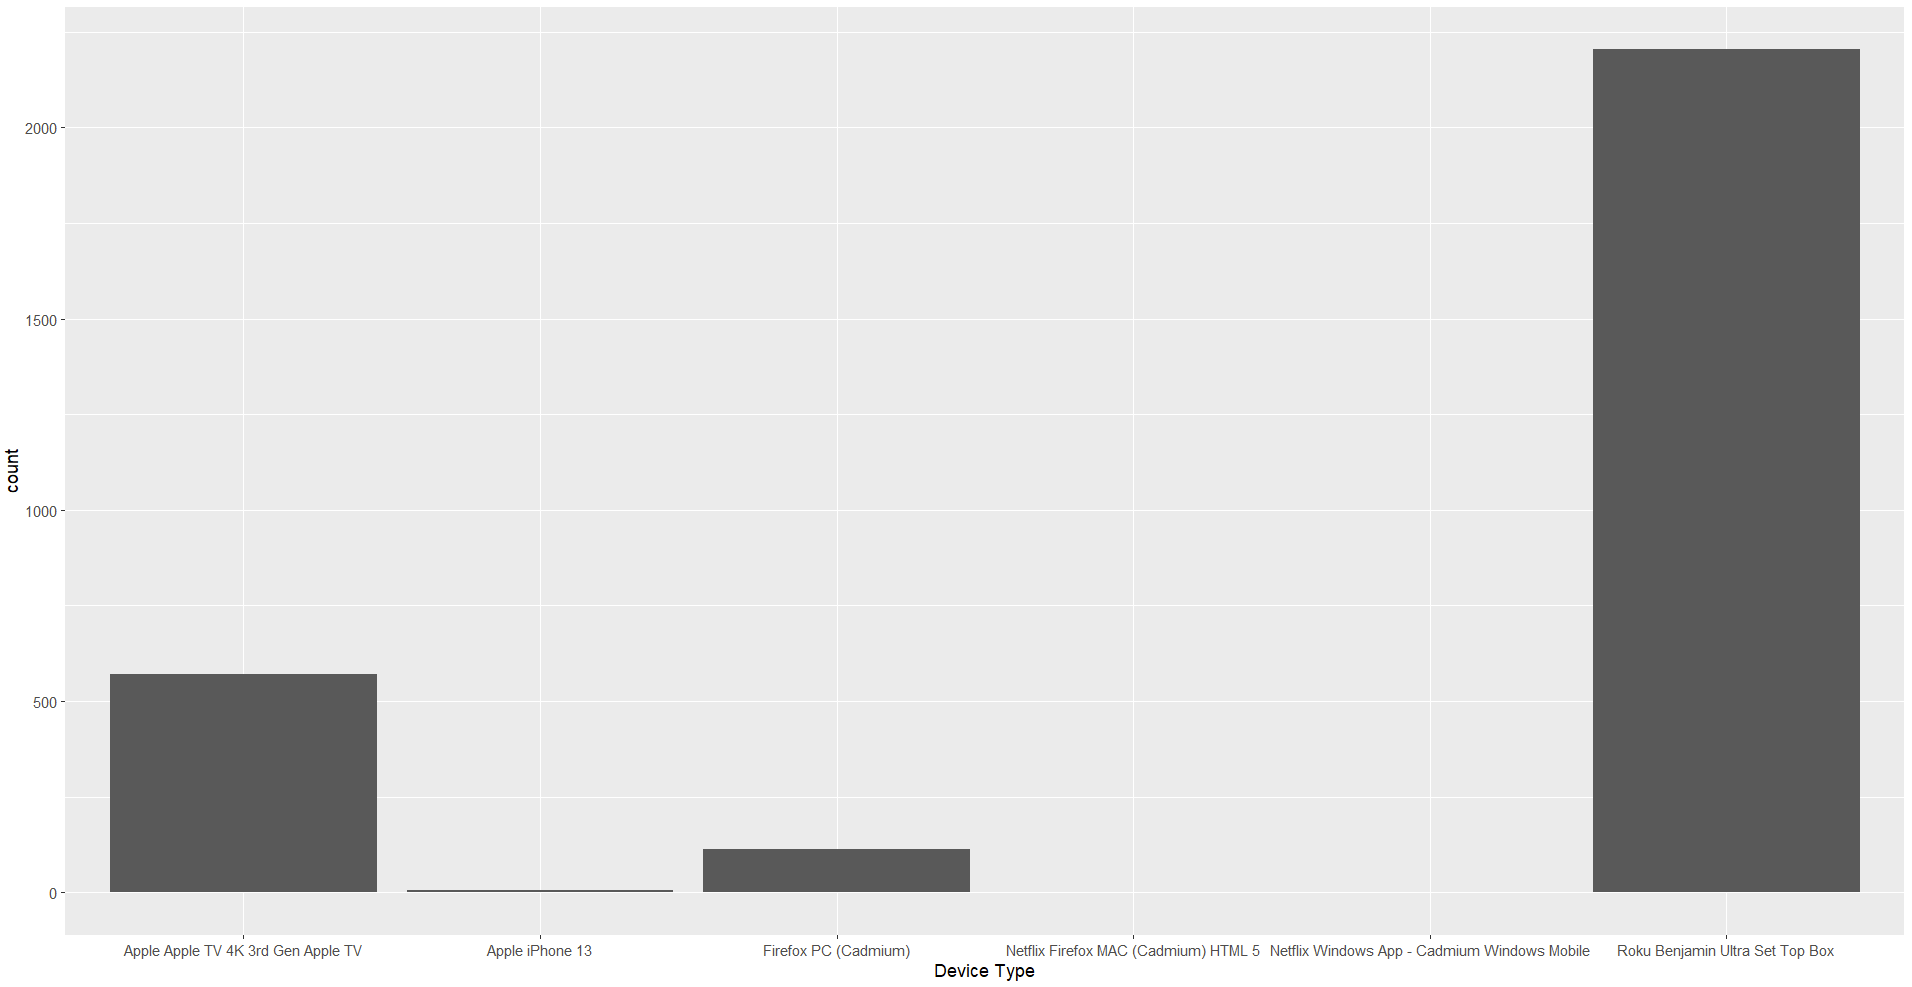 2000
1500
1000
500
0
count
Apple Apple TV 4K 3rd Gen Apple TV
Apple iPhone 13
Firefox PC (Cadmium)
Netflix Firefox MAC (Cadmium) HTML 5
Netflix Windows App - Cadmium Windows Mobile
Roku Benjamin Ultra Set Top Box
Device Type